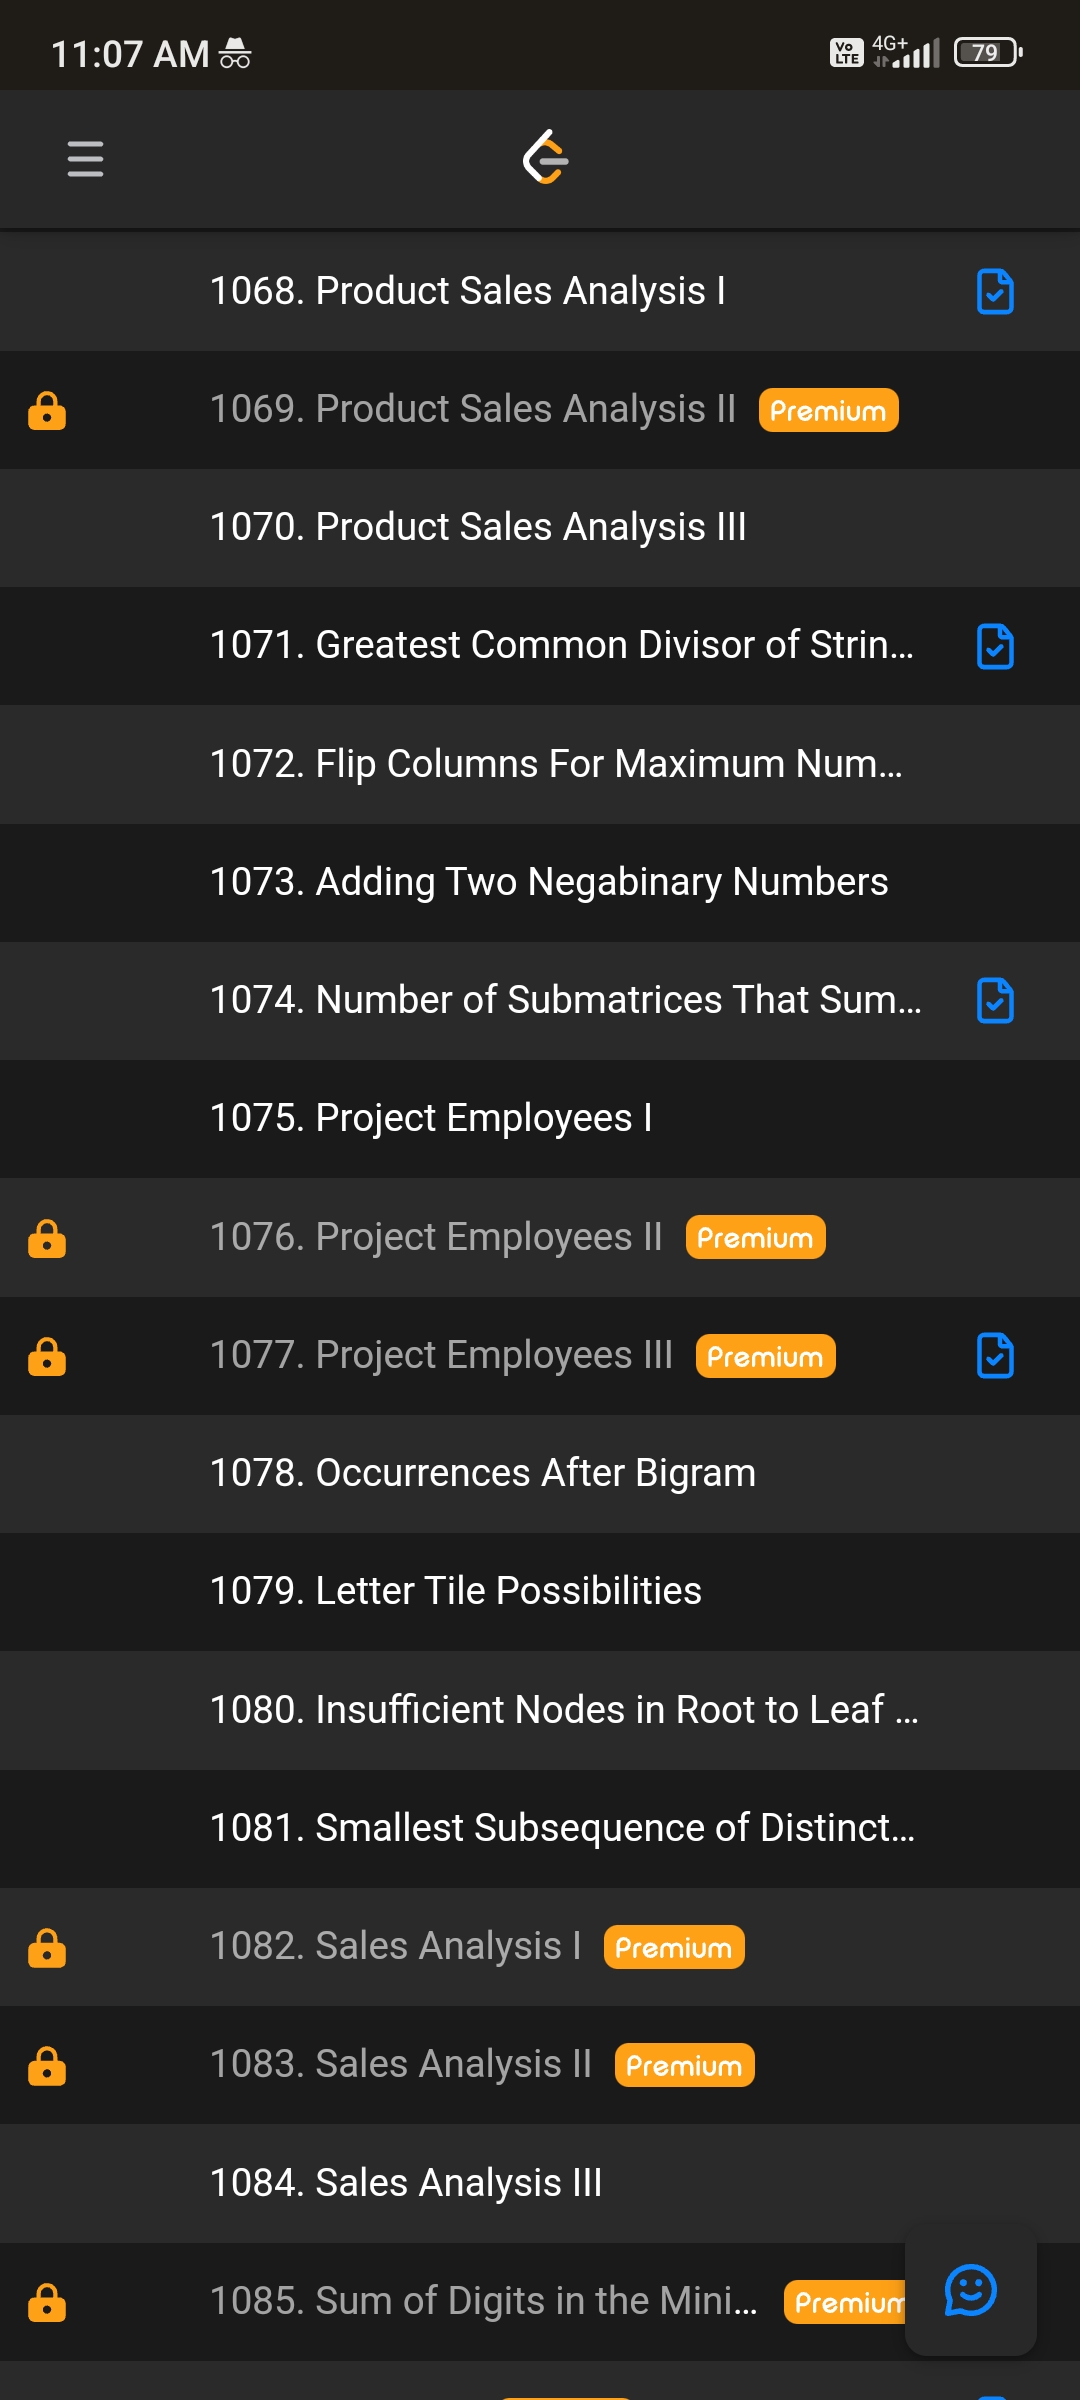 11:07 AM
Vo LTE 4G+ 79
1068. Product Sales Analysis I
1069. Product Sales Analysis II Premium
1070. Product Sales Analysis III
1071. Greatest Common Divisor of Strin...
1072. Flip Columns For Maximum Num...
1073. Adding Two Negabinary Numbers
1074. Number of Submatrices That Sum...
1075. Project Employees I
1076. Project Employees II Premium
1077. Project Employees III Premium
1078. Occurrences After Bigram
1079. Letter Tile Possibilities
1080. Insufficient Nodes in Root to Leaf ...
1081. Smallest Subsequence of Distinct...
1082. Sales Analysis I Premium
1083. Sales Analysis II Premium
1084. Sales Analysis III
1085. Sum of Digits in the Mini... Premium